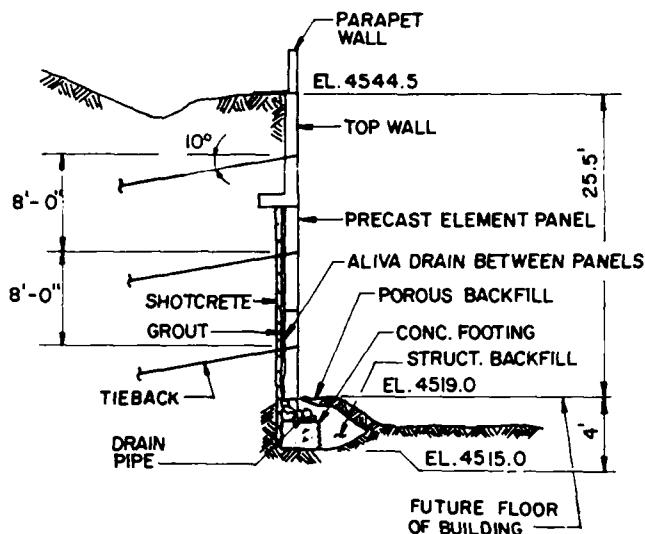 PARAPET
WALL
EL. 4544.5
TOP WALL
10°
8'-0"
25.5'
PRECAST ELEMENT PANEL
ALIVA DRAIN BETWEEN PANELS
8'-0"
SHOTCRETE
POROUS BACKFILL
GROUT
CONC. FOOTING
STRUCT. BACKFILL
TIEBACK
EL. 4519.0
DRAIN
PIPE
4'
EL. 4515.0
FUTURE FLOOR
OF BUILDING